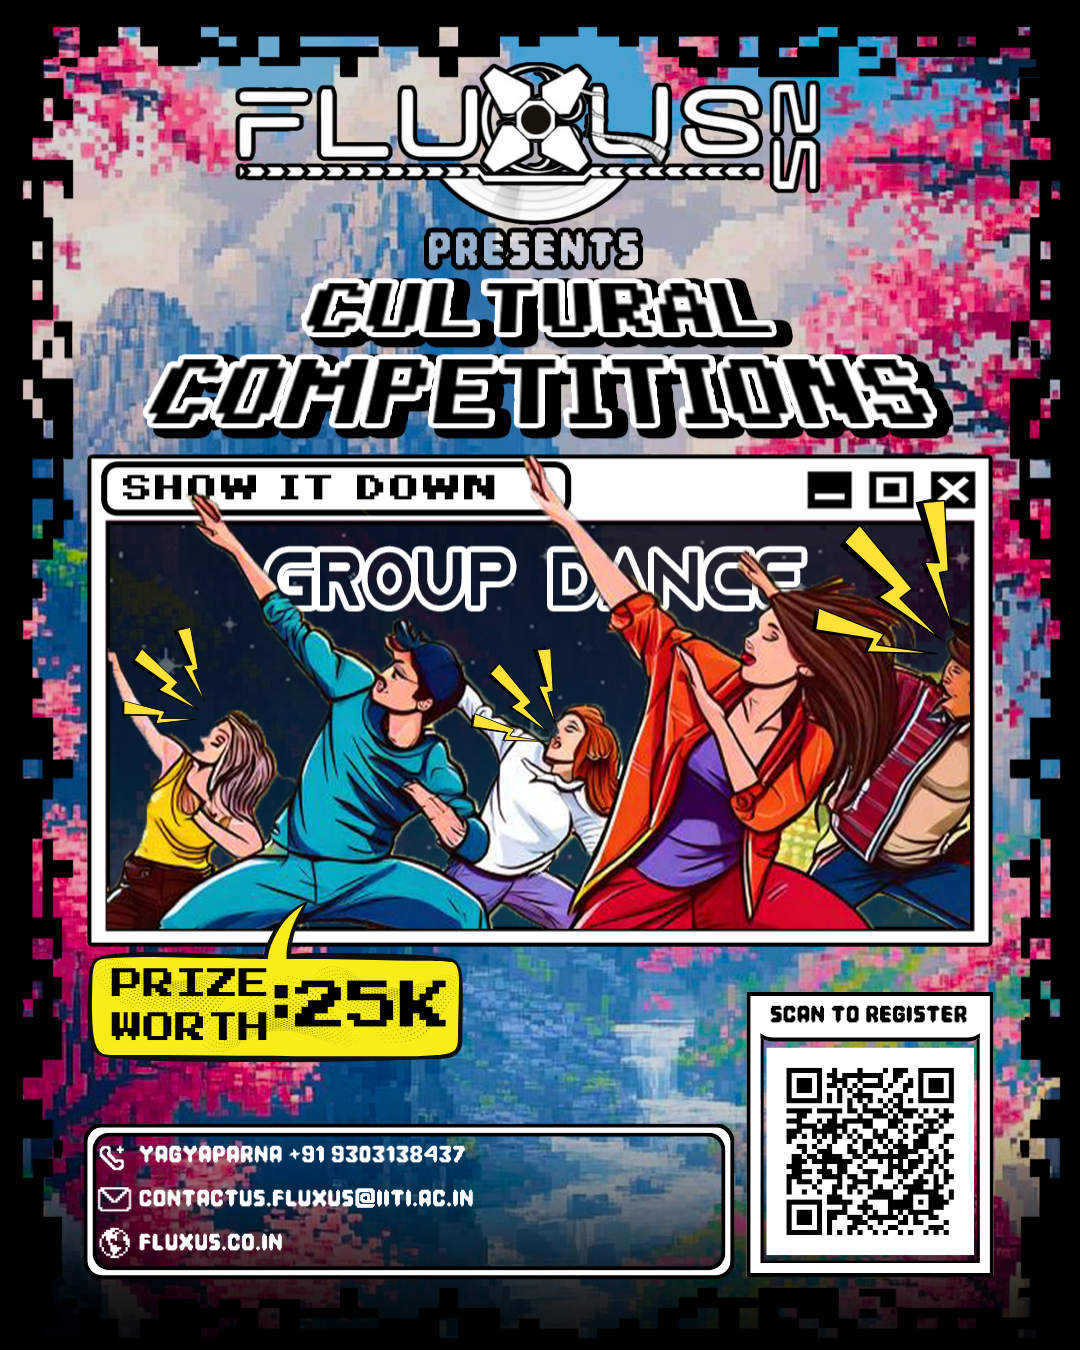 FLUXUS 25
PRESENTS
CULTURAL
COMPETITIONS
SHOW IT DOWN
GROUP DANCE
PRIZE
WORTH :25K
SCAN TO REGISTER
YAGYAPARNA +91 9303138437
CONTACTUS.FLUXUS@IITI.AC.IN
FLUXUS.CO.IN